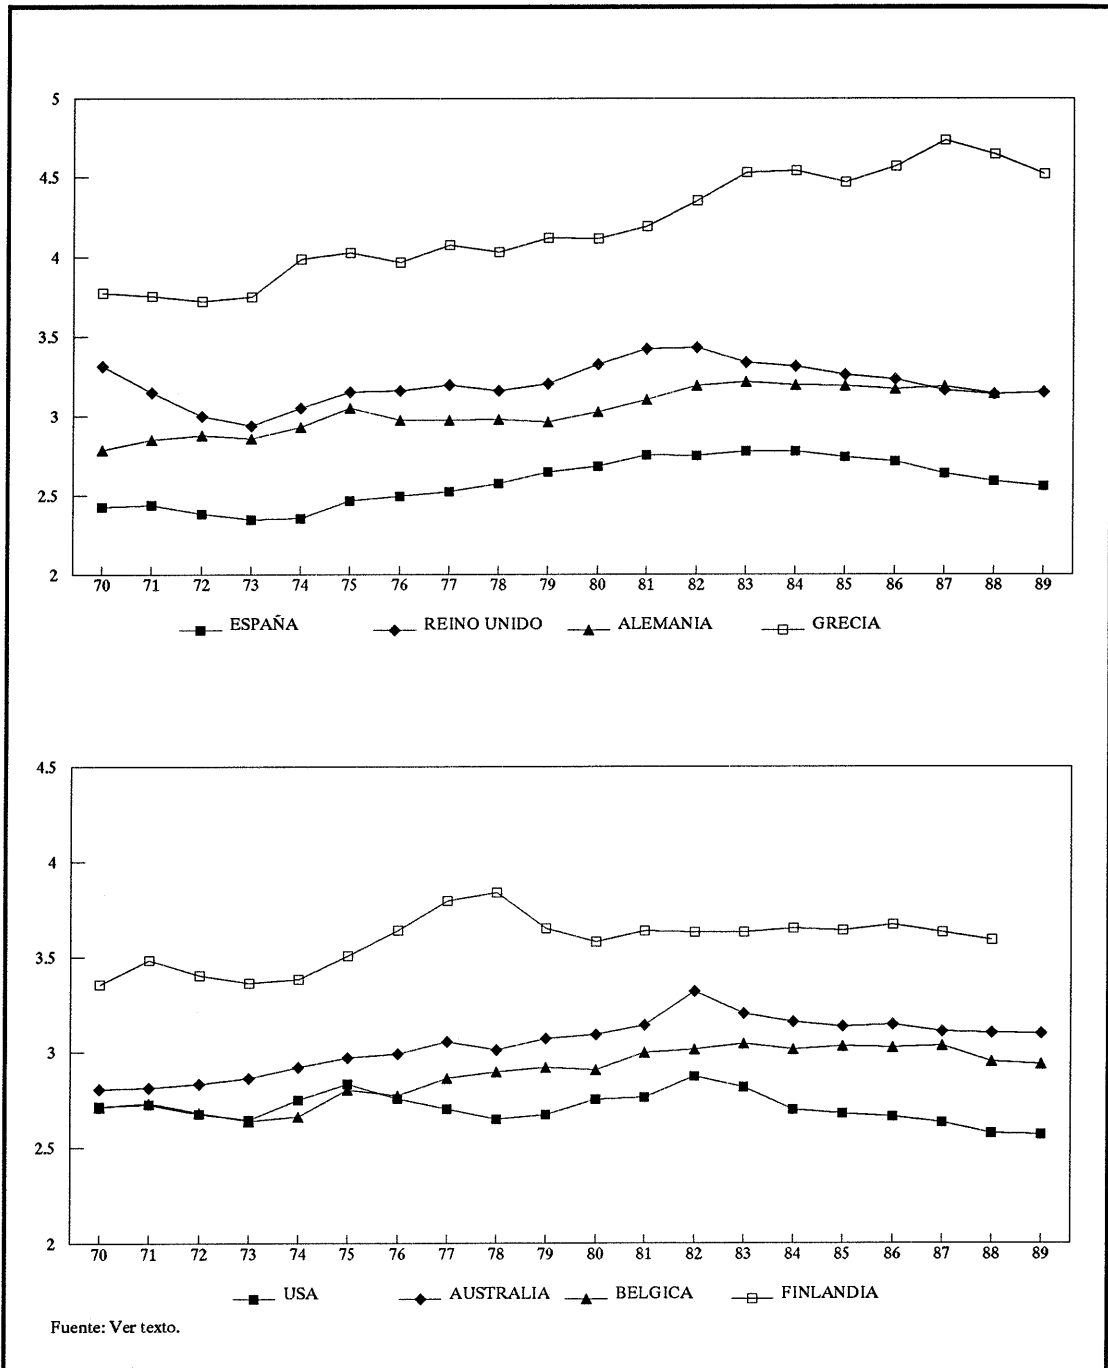 5
4.5
4
3.5
3
2.5
2
70 71 72 73 74 75 76 77 78 79 80 81 82 83 84 85 86 87 88 89
ESPAÑA REINO UNIDO ALEMANIA GRECIA
4.5
4
3.5
3
2.5
2
70 71 72 73 74 75 76 77 78 79 80 81 82 83 84 85 86 87 88 89
USA AUSTRALIA BELGICA FINLANDIA
Fuente: Ver texto.